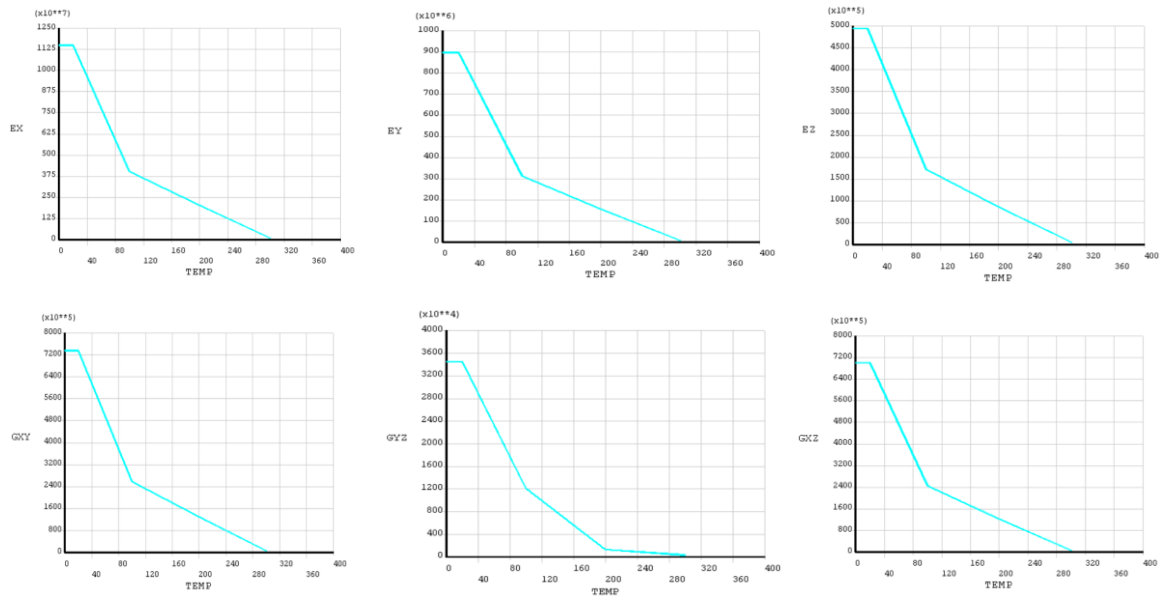 (x10**7)
1250
1125
1000
875
750
625
500
375
250
125
0
EX
0 80 160 240 320 400
40 120 200 280 360
TEMP
(x10**6)
1000
900
800
700
600
500
400
300
200
100
0
EY
0 80 160 240 320 400
40 120 200 280 360
TEMP
(x10**5)
5000
4500
4000
3500
3000
2500
2000
1500
1000
5000
0
EZ
0 80 160 240 320 400
40 120 200 280 360
TEMP
(x10**5)
8000
7200
6400
5600
4800
4000
3200
2400
1600
800
0
GXY
0 80 160 240 320 400
40 120 200 280 360
TEMP
(x10**4)
4000
3600
3200
2800
2400
2000
1600
1200
800
400
0
GYZ
0 80 160 240 320 400
40 120 200 280 360
TEMP
(x10**5)
8000
7200
6400
5600
4800
4000
3200
2400
1600
800
0
GXZ
0 80 160 240 320 400
40 120 200 280 360
TEMP